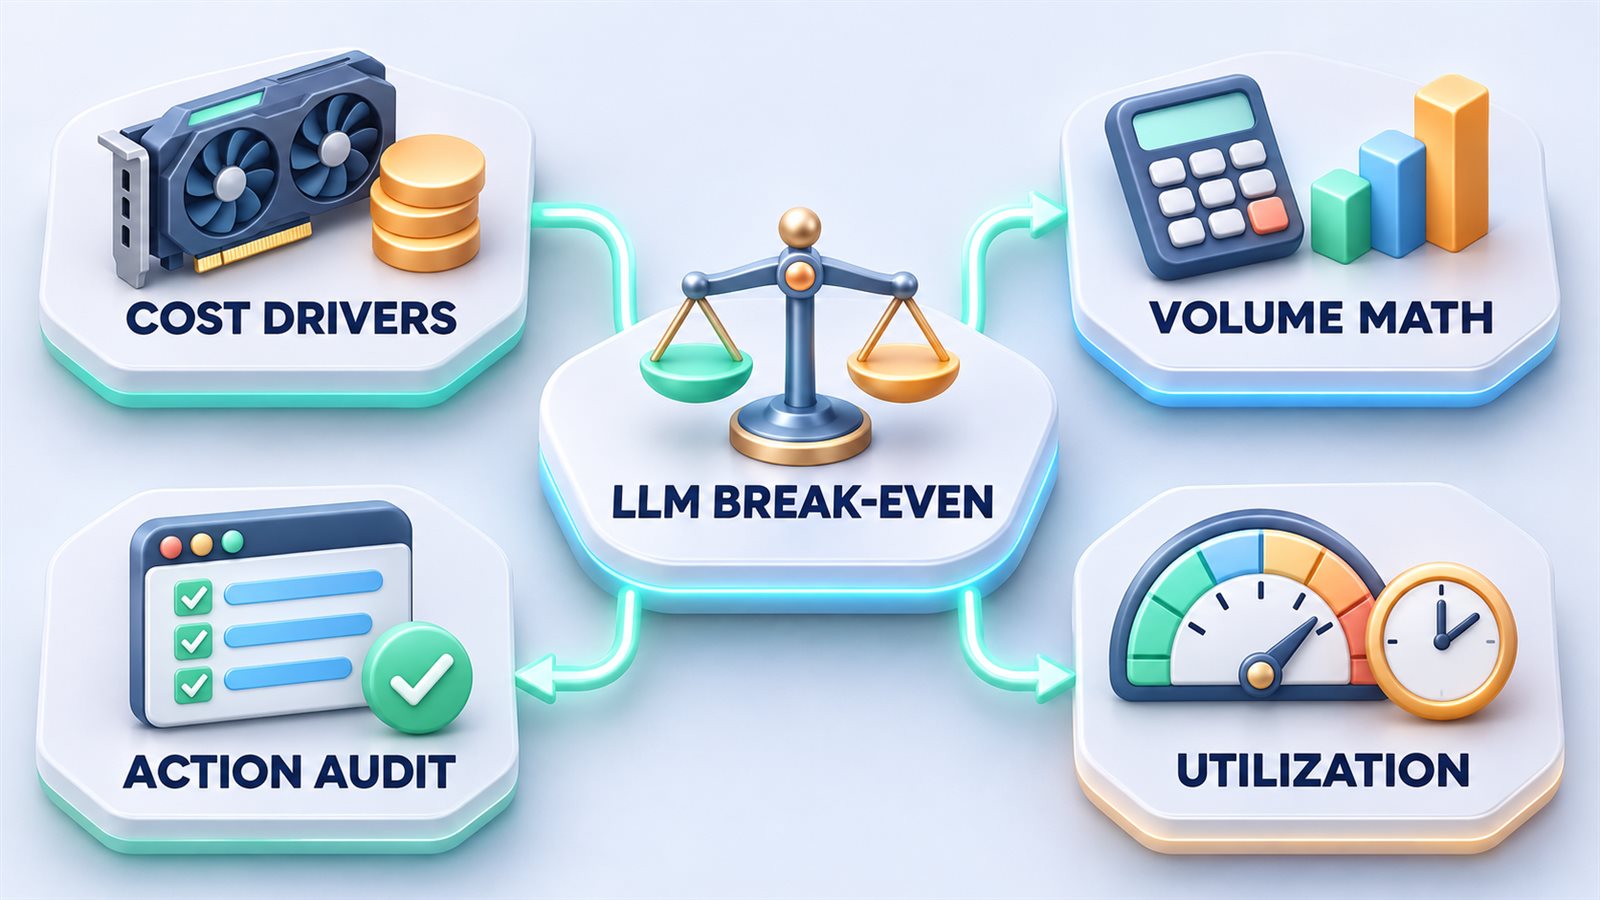 COST DRIVERS
VOLUME MATH
LLM BREAK-EVEN
ACTION AUDIT
UTILIZATION